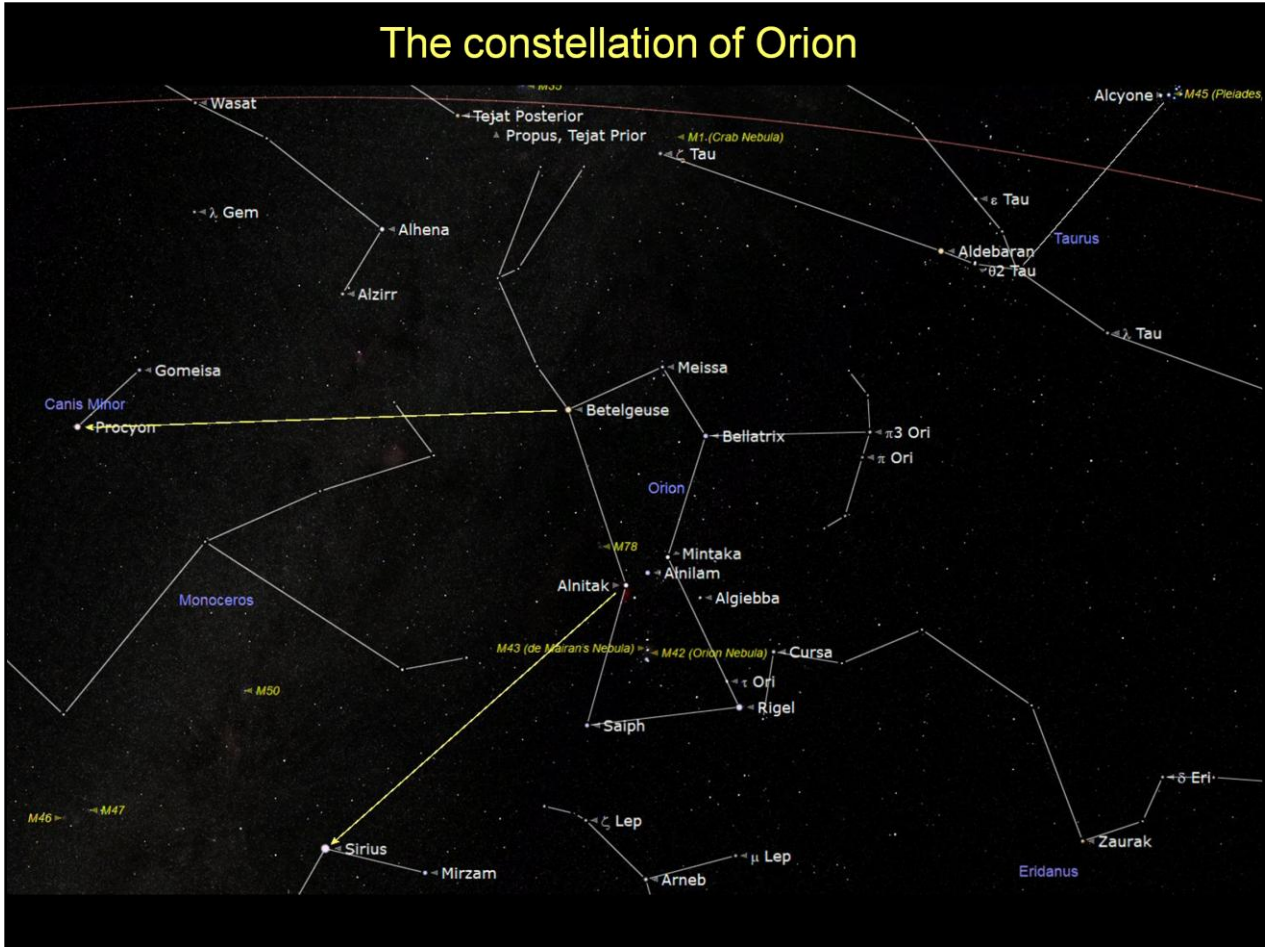 The constellation of Orion
M35
Wasat
Alcyone
M45 (Pleiades,
Tejat Posterior
Propus, Tejat Prior
M1 (Crab Nebula)
ζ Tau
λ Gem
ε Tau
Alhena
Taurus
Aldebaran
θ2 Tau
Alzirr
λ Tau
Gomeisa
Meissa
Canis Minor
Betelgeuse
Procyon
Bellatrix
π3 Ori
π Ori
Orion
M78
Mintaka
Alnilam
Alnitak
Monoceros
Algiebba
M43 (de Mairan's Nebula)
M42 (Orion Nebula)
Cursa
M50
τ Ori
Rigel
Saiph
δ Eri
M47
M46
ζ Lep
Zaurak
Sirius
μ Lep
Mirzam
Arneb
Eridanus